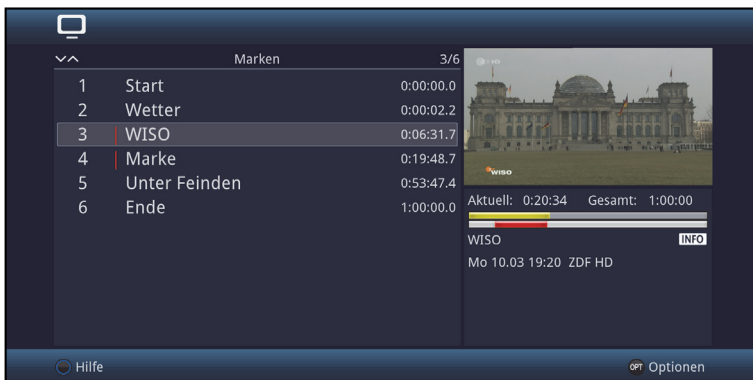 Marken 3/6
1 Start 0:00:00.0
2 Wetter 0:00:02.2
3 WISO 0:06:31.7
4 Marke 0:19:48.7
5 Unter Feinden 0:53:47.4
6 Ende 1:00:00.0
WISO
Aktuell: 0:20:34 Gesamt: 1:00:00
WISO INFO
Mo 10.03 19:20 ZDF HD
Hilfe
OPT Optionen